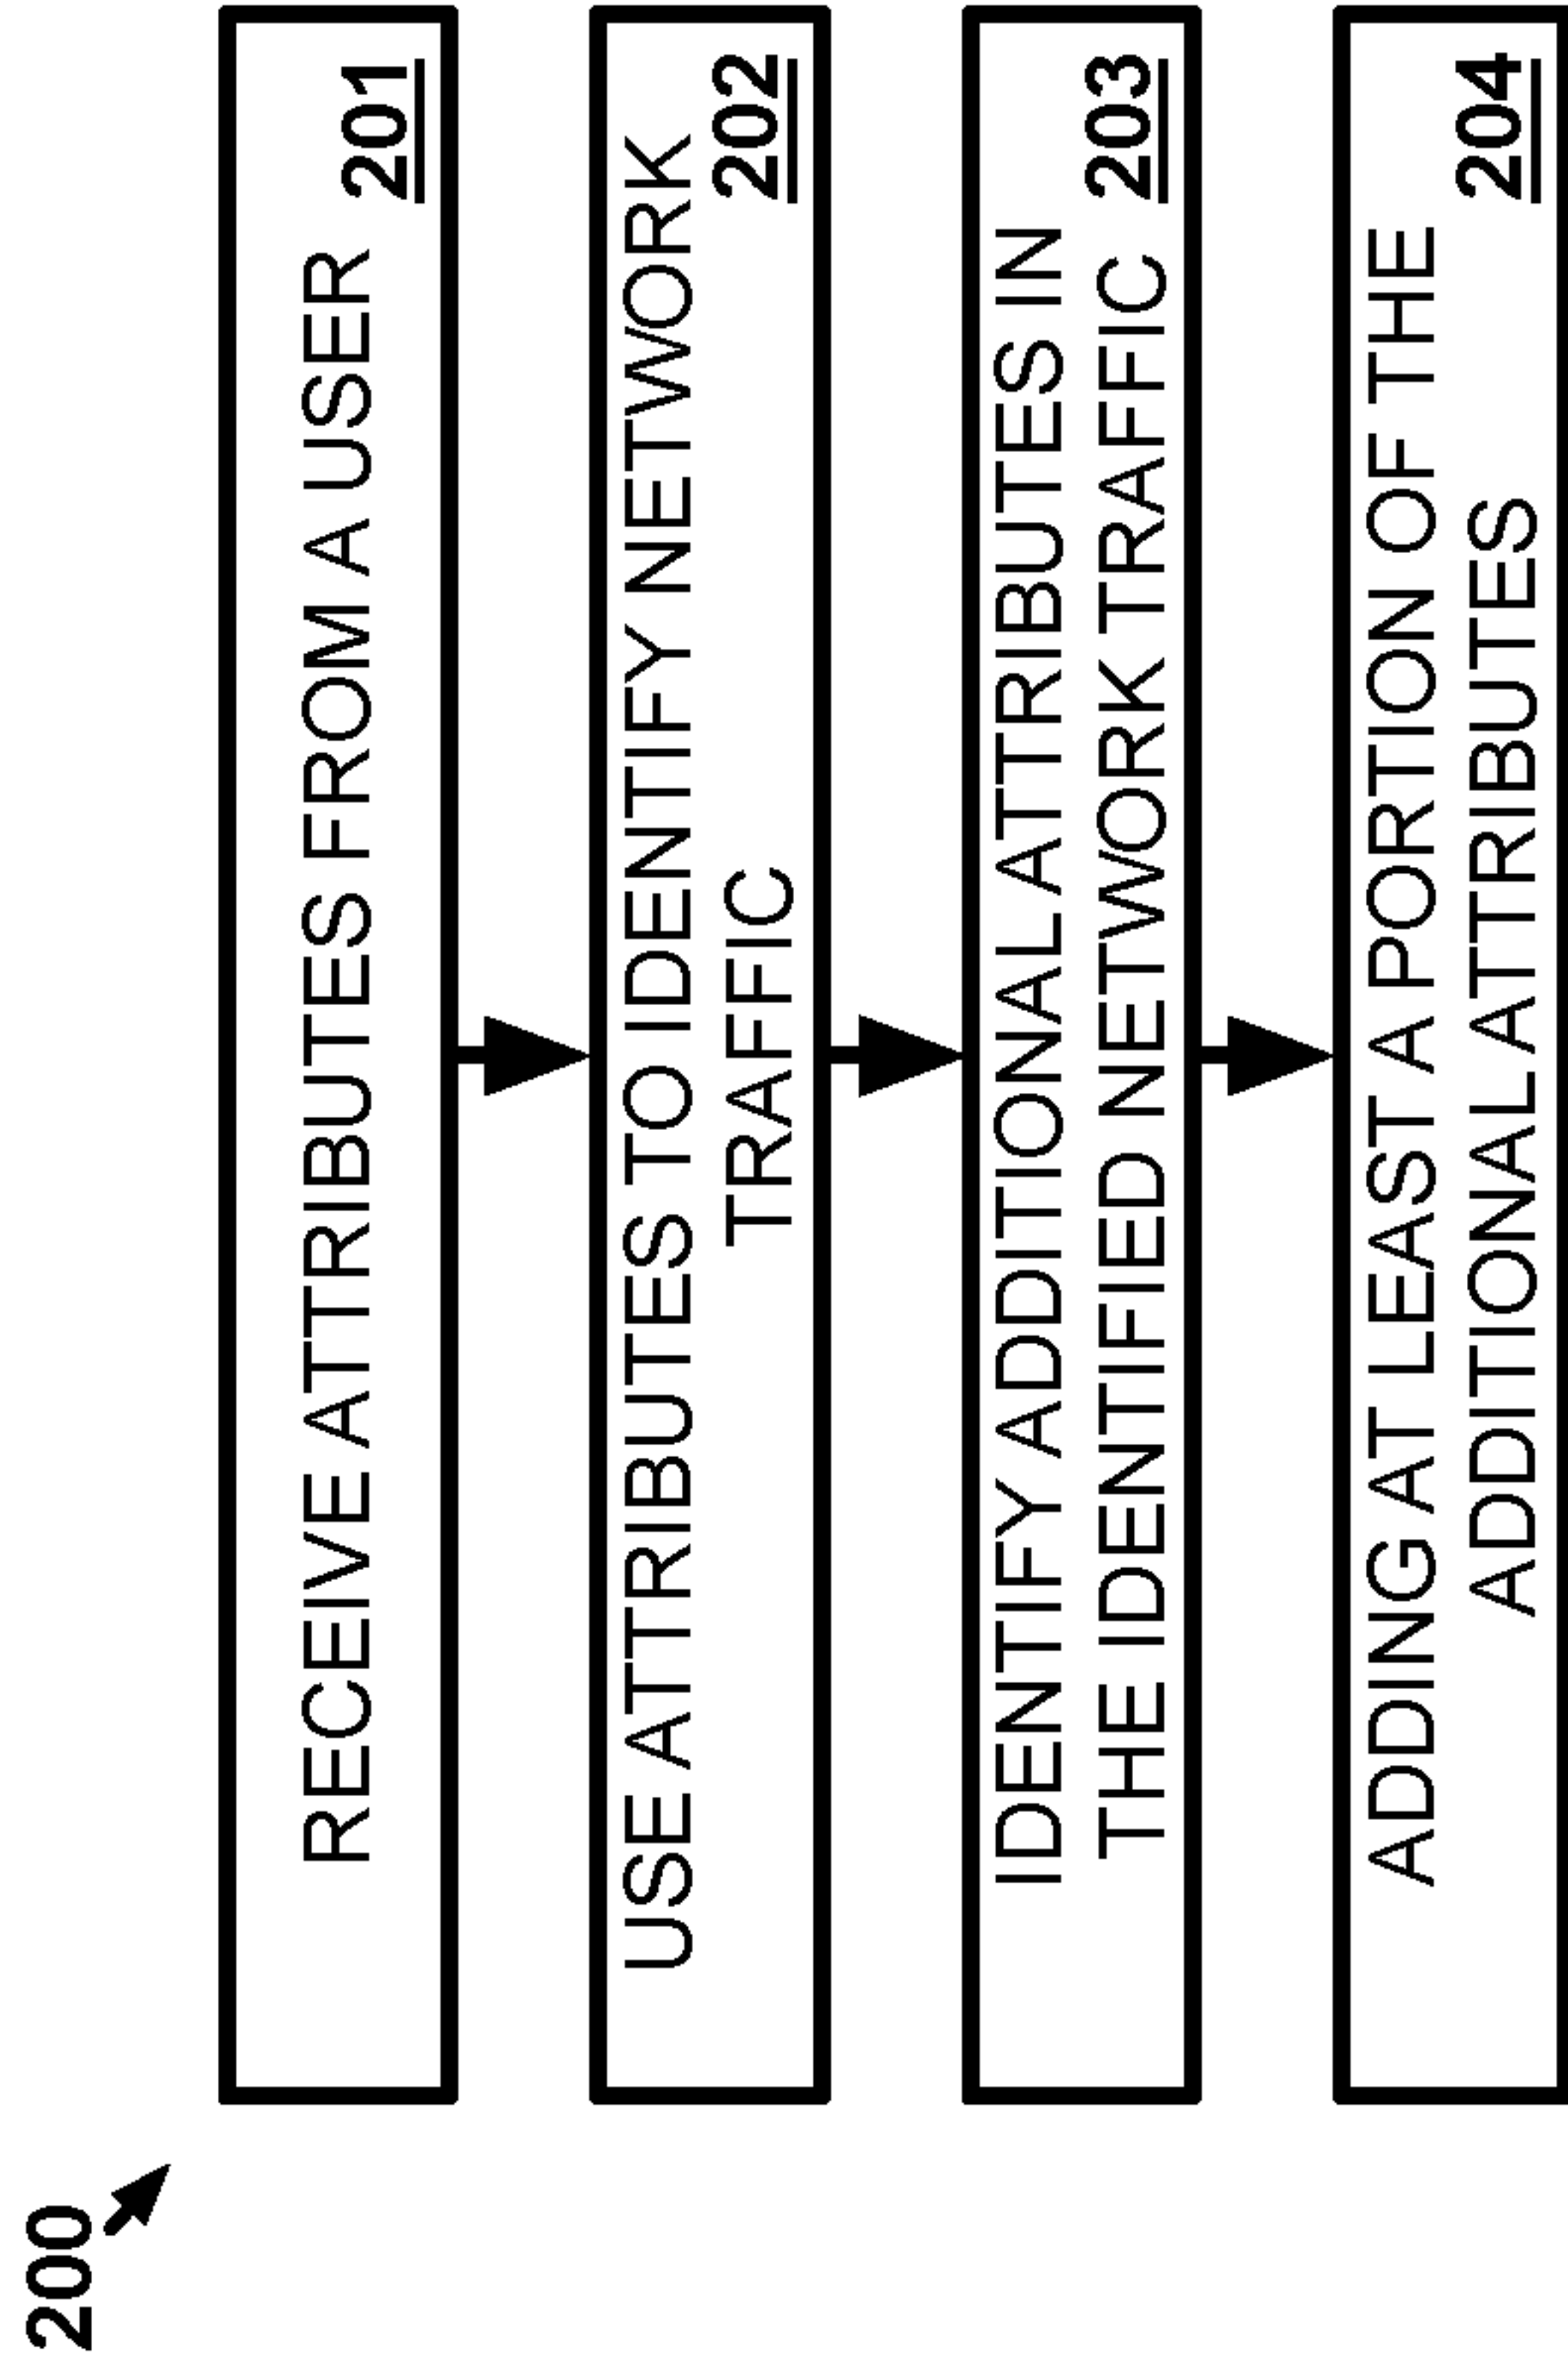 200
RECEIVE ATTRIBUTES FROM A USER
201
USE ATTRIBUTES TO IDENTIFY NETWORK
TRAFFIC
202
IDENTIFY ADDITIONAL ATTRIBUTES IN
THE IDENTIFIED NETWORK TRAFFIC
203
ADDING AT LEAST A PORTION OF THE
ADDITIONAL ATTRIBUTES
204